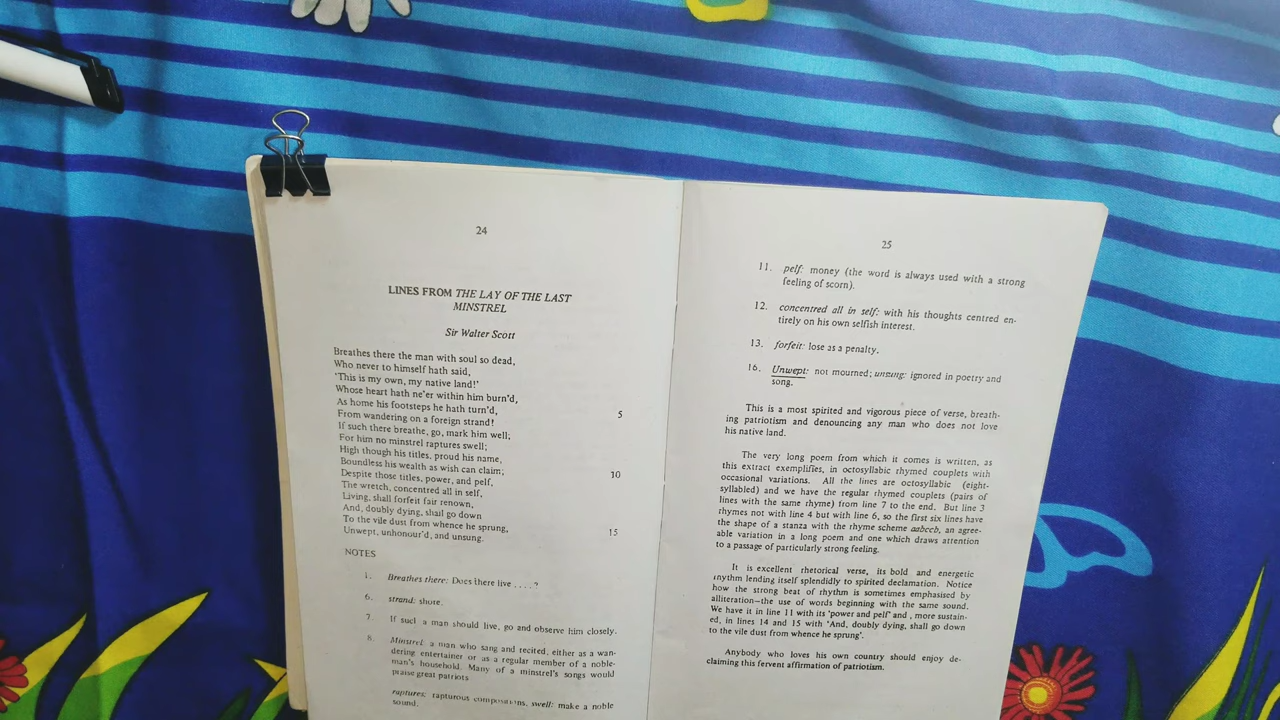 24
LINES FROM THE LAY OF THE LAST
MINSTREL
Sir Walter Scott
Breathes there the man with soul so dead,
Who never to himself hath said,
'This is my own, my native land!'
Whose heart hath ne'er within him burn'd,
As home his footsteps he hath turn'd,
5
From wandering on a foreign strand!
If such there breathe, go, mark him well;
For him no minstrel raptures swell;
High though his titles, proud his name,
Boundless his wealth as wish can claim;
10
Despite those titles, power, and pelf,
The wretch, concentred all in self,
Living, shall forfeit fair renown,
And, doubly dying, shall go down
To the vile dust from whence he sprung,
15
Unwept, unhonour'd, and unsung.
NOTES
1. Breathes there: Does there live . . . . ?
6. strand: shore.
7. If such a man should live, go and observe him closely.
8. Minstrel: a man who sang and recited, either as a wan-
dering entertainer or as a regular member of a noble-
man's household. Many of a minstrel's songs would
praise great patriots
raptures: rapturous compositions, swell: make a noble
sound.
25
11. pelf: money (the word is always used with a strong
feeling of scorn).
12. concentred all in self: with his thoughts centred en-
tirely on his own selfish interest.
13. forfeit: lose as a penalty.
16. Unwept: not mourned; unsung: ignored in poetry and
song.
This is a most spirited and vigorous piece of verse, breath-
ing patriotism and denouncing any man who does not love
his native land.
The very long poem from which it comes is written, as
this extract exemplifies, in octosyllabic rhymed couplets with
occasional variations. All the lines are octosyllabic (eight-
syllabled) and we have the regular rhymed couplets (pairs of
lines with the same rhyme) from line 7 to the end. But line 3
rhymes not with line 4 but with line 6, so the first six lines have
the shape of a stanza with the rhyme scheme aabccb, an agree-
able variation in a long poem and one which draws attention
to a passage of particularly strong feeling.
It is excellent rhetorical verse, its bold and energetic
rhythm lending itself splendidly to spirited declamation. Notice
how the strong beat of rhythm is sometimes emphasised by
alliteration—the use of words beginning with the same sound.
We have it in line 11 with its 'power and pelf' and , more sustain-
ed, in lines 14 and 15 with 'And, doubly dying, shall go down
to the vile dust from whence he sprung'.
Anybody who loves his own country should enjoy de-
claiming this fervent affirmation of patriotism.